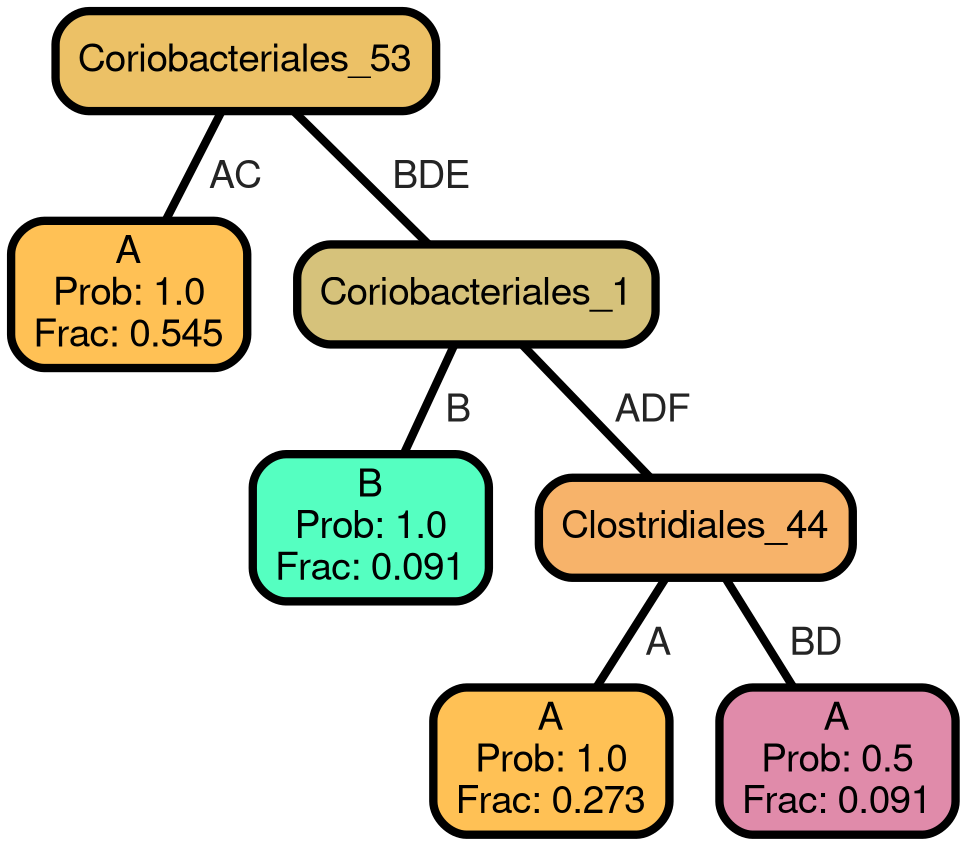 Coriobacteriales_53
AC
BDE
A
Prob: 1.0
Frac: 0.545
Coriobacteriales_1
B
ADF
B
Prob: 1.0
Frac: 0.091
Clostridiales_44
A
BD
A
Prob: 1.0
Frac: 0.273
A
Prob: 0.5
Frac: 0.091